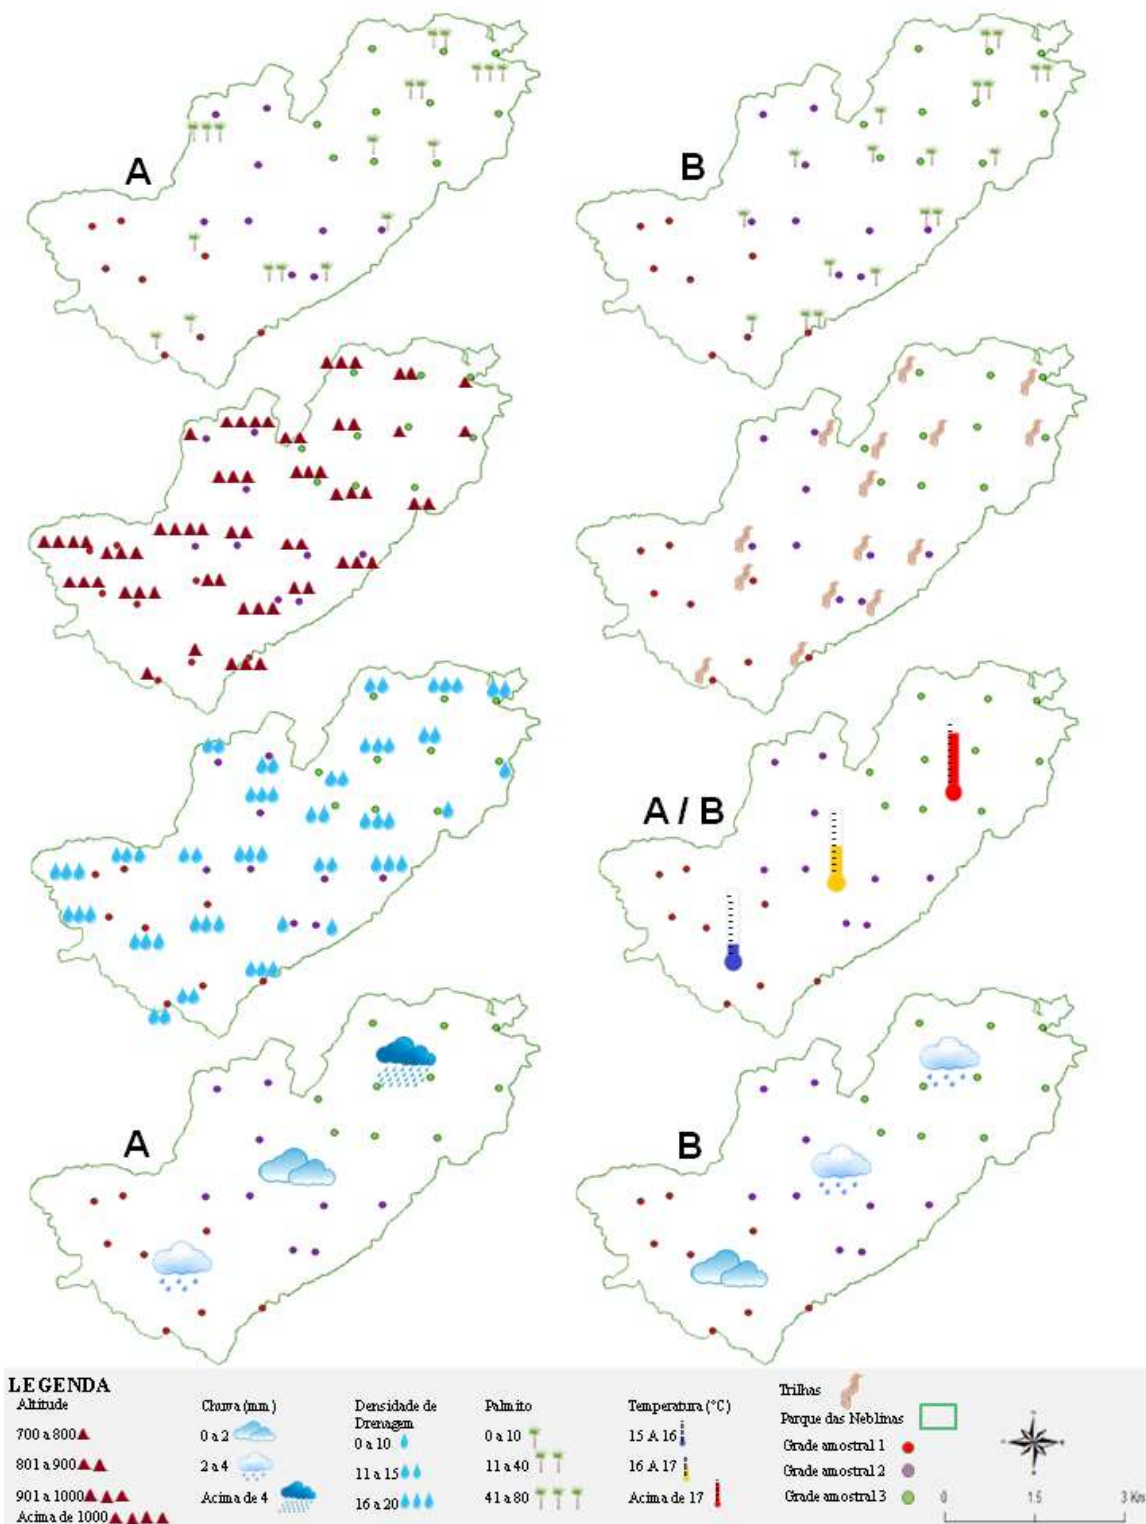 A
B
A / B
A
B
LEGENDA
Altitude
700 a 800
801 a 900
901 a 1000
Acima de 1000
Chuva (mm)
0 a 2
2 a 4
Acima de 4
Densidade de
Drenagem
0 a 10
11 a 15
16 a 20
Palmito
0 a 10
11 a 40
41 a 80
Temperatura (°C)
15 A 16
16 A 17
Acima de 17
Trilhas
Parque das Neblinas
Grade amostral 1
Grade amostral 2
Grade amostral 3
0 1.5 3 Km